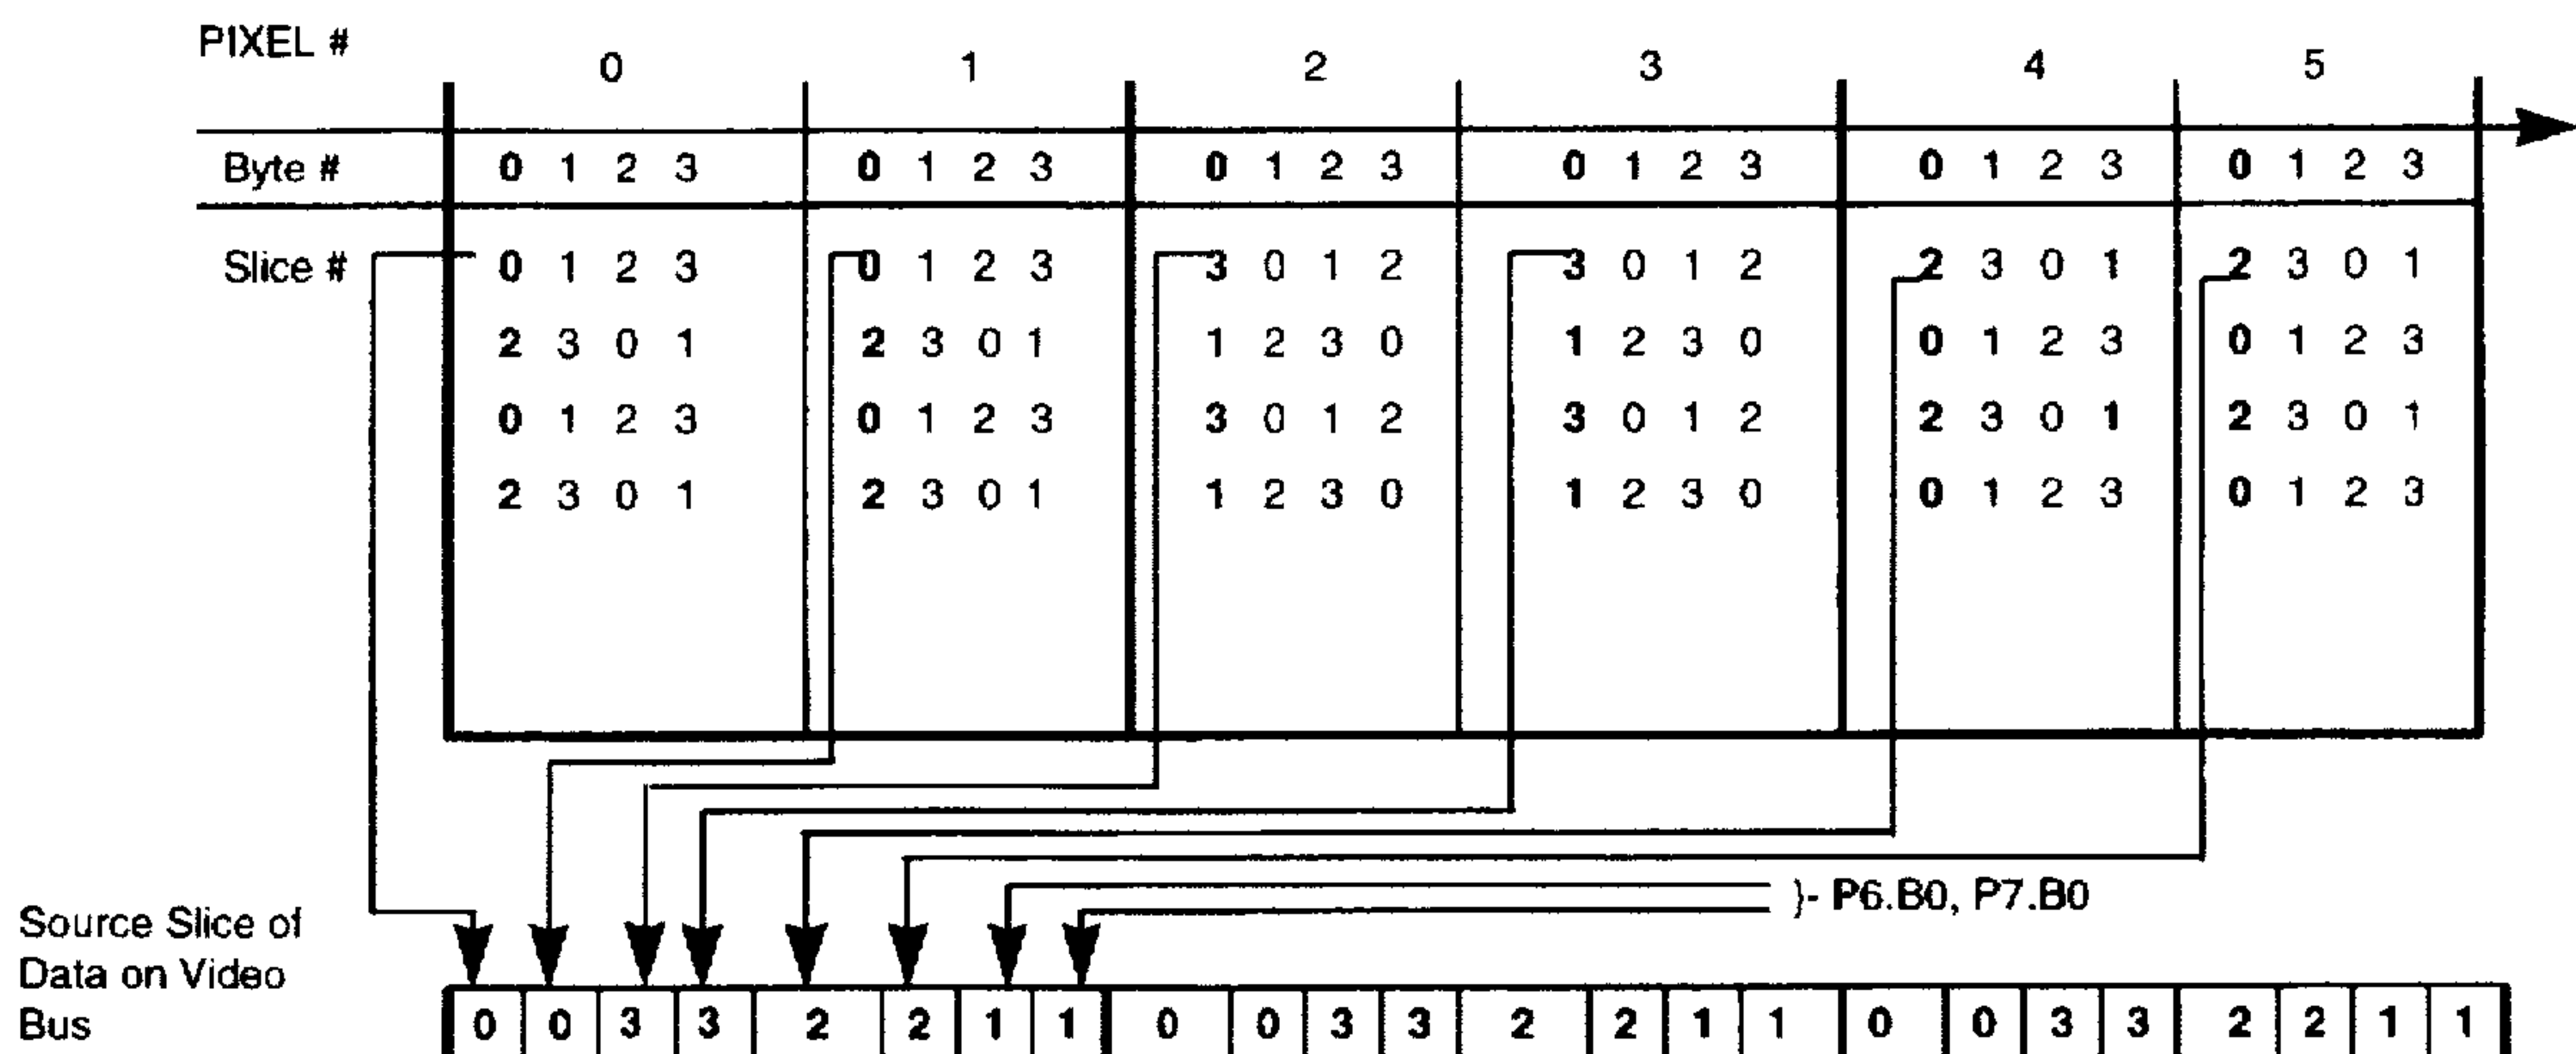 PIXEL # 0 1 2 3 4 5
Byte # 0 1 2 3 0 1 2 3 0 1 2 3 0 1 2 3 0 1 2 3 0 1 2 3
Slice # 0 1 2 3 0 1 2 3 3 0 1 2 3 0 1 2 2 3 0 1 2 3 0 1
2 3 0 1 2 3 0 1 1 2 3 0 1 2 3 0 0 1 2 3 0 1 2 3
0 1 2 3 0 1 2 3 3 0 1 2 3 0 1 2 2 3 0 1 2 3 0 1
2 3 0 1 2 3 0 1 1 2 3 0 1 2 3 0 0 1 2 3 0 1 2 3
}- P6.B0, P7.B0
Source Slice of
Data on Video
Bus
0 0 3 3 2 2 1 1 0 0 3 3 2 2 1 1 0 0 3 3 2 2 1 1